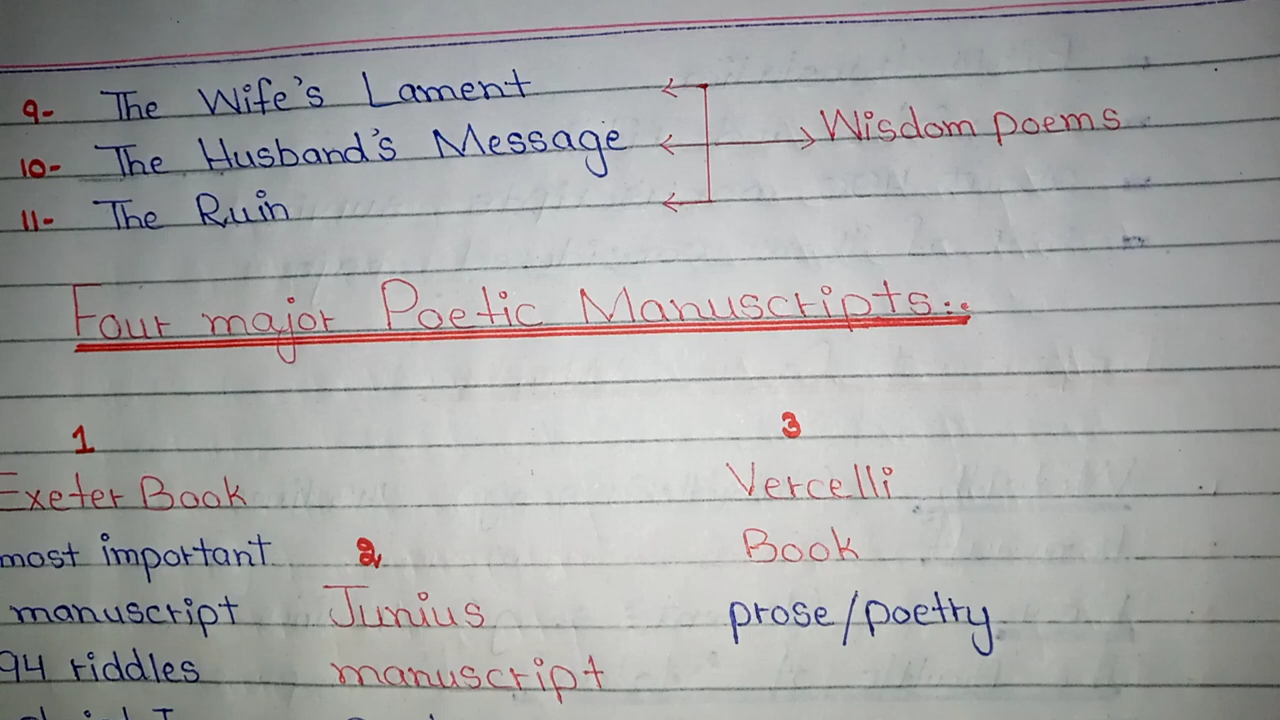 9- The Wife's Lament
10- The Husband's Message
11- The Ruin
Wisdom poems
Four major Poetic Manuscripts:-
1
Exeter Book
most important
manuscript
94 riddles
2
Junius
manuscript
3
Vercelli
Book
prose/poetry